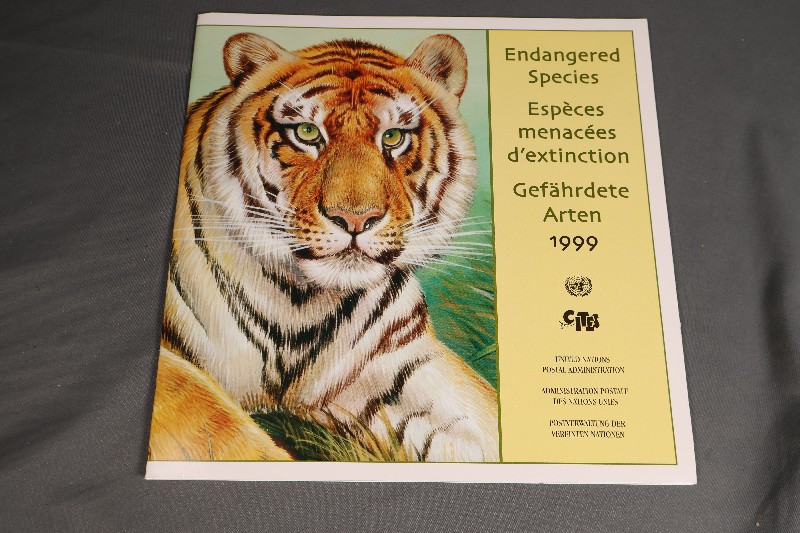 Endangered
Species
Espèces
menacées
d'extinction
Gefährdete
Arten
1999
CITES
UNITED NATIONS
POSTAL ADMINISTRATION
ADMINISTRATION POSTALE
DES NATIONS UNIES
POSTVERWALTUNG DER
VEREINTEN NATIONEN